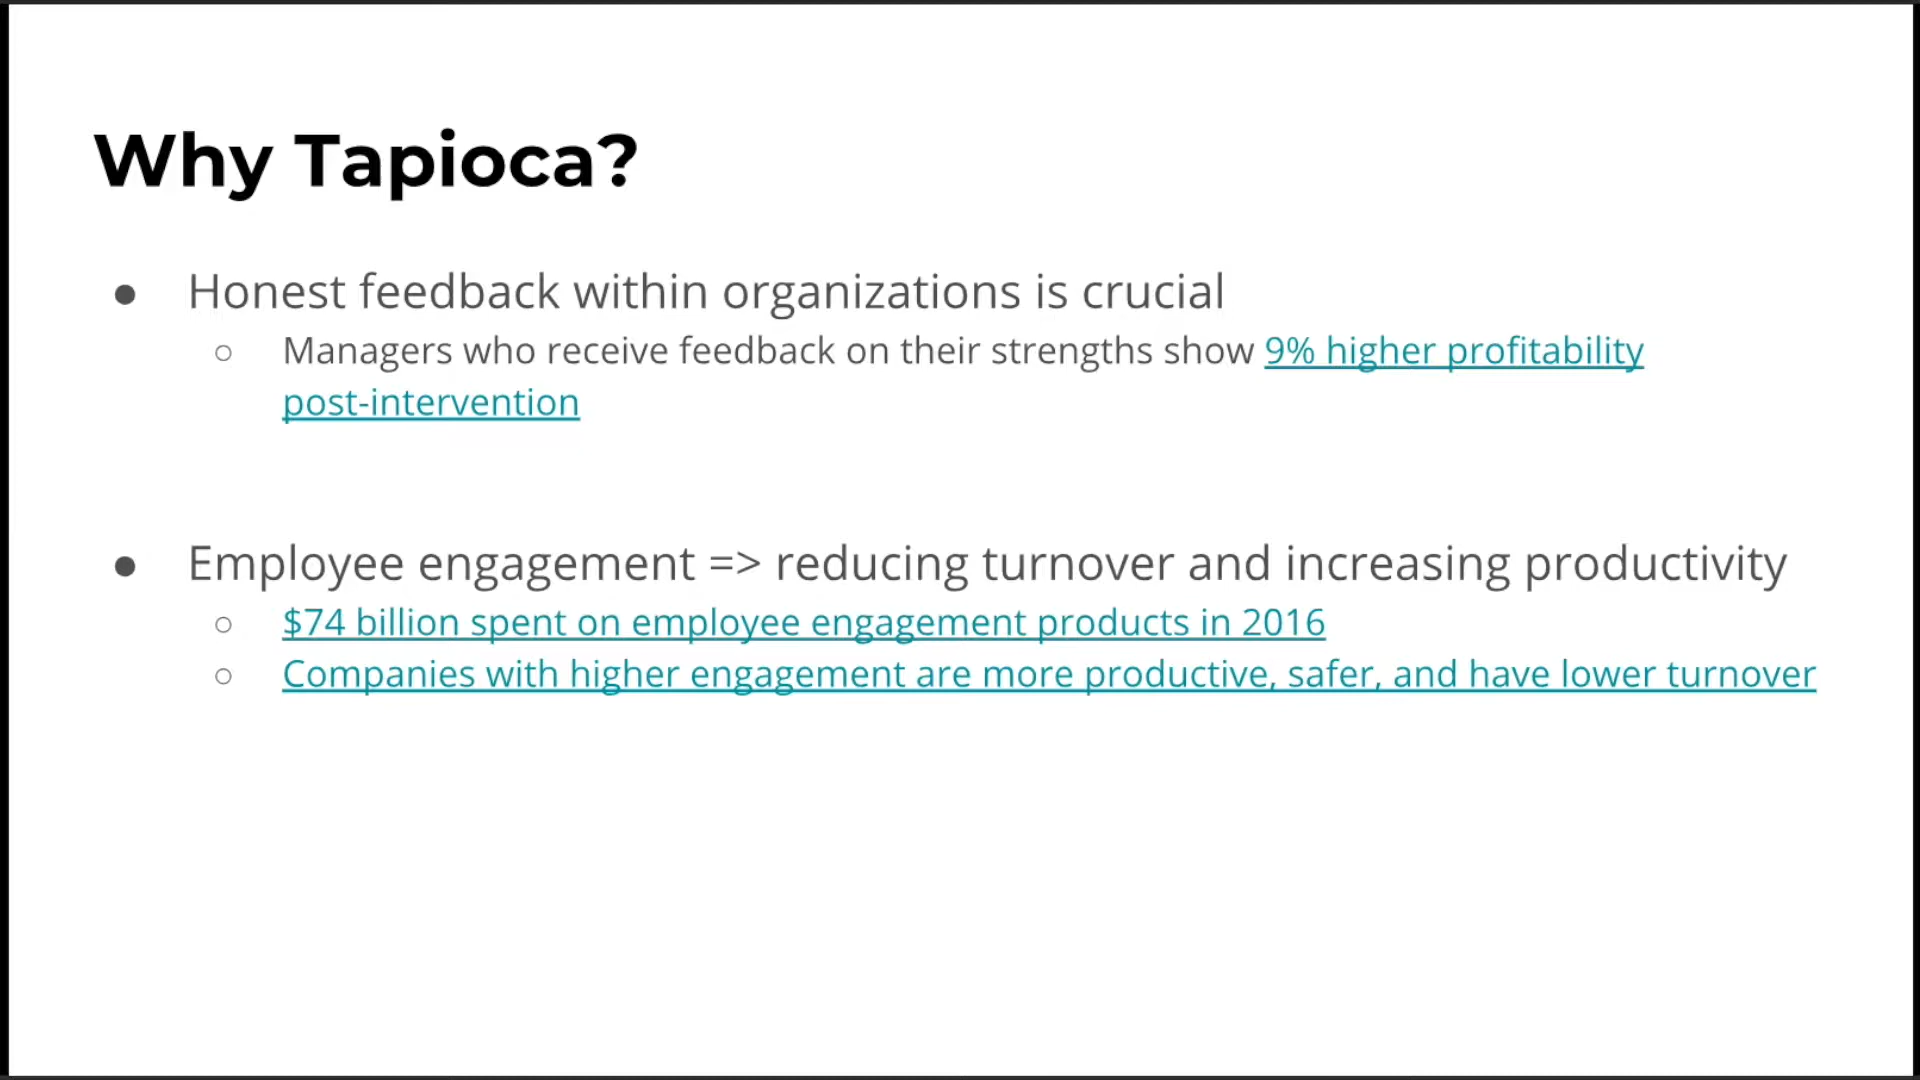 Why Tapioca?
● Honest feedback within organizations is crucial
○ Managers who receive feedback on their strengths show 9% higher profitability
post-intervention
● Employee engagement => reducing turnover and increasing productivity
○ $74 billion spent on employee engagement products in 2016
○ Companies with higher engagement are more productive, safer, and have lower turnover